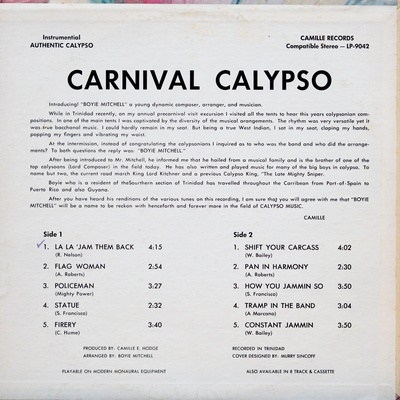 Instrumental
AUTHENTIC CALYPSO
CAMILLE RECORDS
Compatible Stereo — LP-9042
CARNIVAL CALYPSO
Introducing! "BOYIE MITCHELL" a young dynamic composer, arranger, and musician.
While in Trinidad recently, on my annual precarnival visit excursion I visited all the tents to hear this years calypsonian com-
positions. In one of the main tents I was captivated by the diversity of the musical arrangements. The rhythm was very versatile yet it
was true bacchanal music. I could hardly remain in my seat. But being a true West Indian, I sat in my seat, claping my hands,
popping my fingers and vibrating my waist.
At the intermission, instead of congratulating the calypsonians I inquired as to who was the band and who did the arrange-
ments? To both questions the reply was "BOYIE MITCHELL".
After being introduced to Mr. Mitchell, he informed me that he hailed from a musical family and is the brother of one of the
top calypsoians (Lord Composer) in the field today. He has also written and played music for many of the big boys in calypso. To
name but two, the current road marsh King Lord Kitchner and a previous Calypso King, "The late Mighty Sniper.
Boyie who is a resident of theSouthern section of Trinidad has travelled throughout the Carribean from Part-of-Spain to
Puerto Rico and also Guyana.
After you have heard his renditions of the various tunes on this recording, I am sure that you will agree with me that "BOYIE
MITCHELL" will be a name to be reckon with henceforth and forever more in the field of CALYPSO MUSIC.
CAMILLE
Side 1
1. LA LA 'JAM THEM BACK 4:15
(R. Nelson)
2. FLAG WOMAN 2:54
(A. Roberts)
3. POLICEMAN 3:27
(Mighty Power)
4. STATUE 2:32
(S. Francisco)
5. FIRERY 3:40
(C. Hume)
Side 2
1. SHIFT YOUR CARCASS 4:02
(W. Bailey)
2. PAN IN HARMONY 2:30
(A. Roberts)
3. HOW YOU JAMMIN SO 3:50
(S. Francisco)
4. TRAMP IN THE BAND 3:04
(A Marcano)
5. CONSTANT JAMMIN 3:50
(W. Bailey)
PRODUCED BY: CAMILLE E. HODGE
ARRANGED BY: BOYIE MITCHELL
RECORDED IN TRINIDAD
COVER DESIGNED BY: MURRY SINCOFF
PLAYABLE ON MODERN MONAURAL EQUIPMENT
ALSO AVAILABLE IN 8 TRACK & CASSETTE